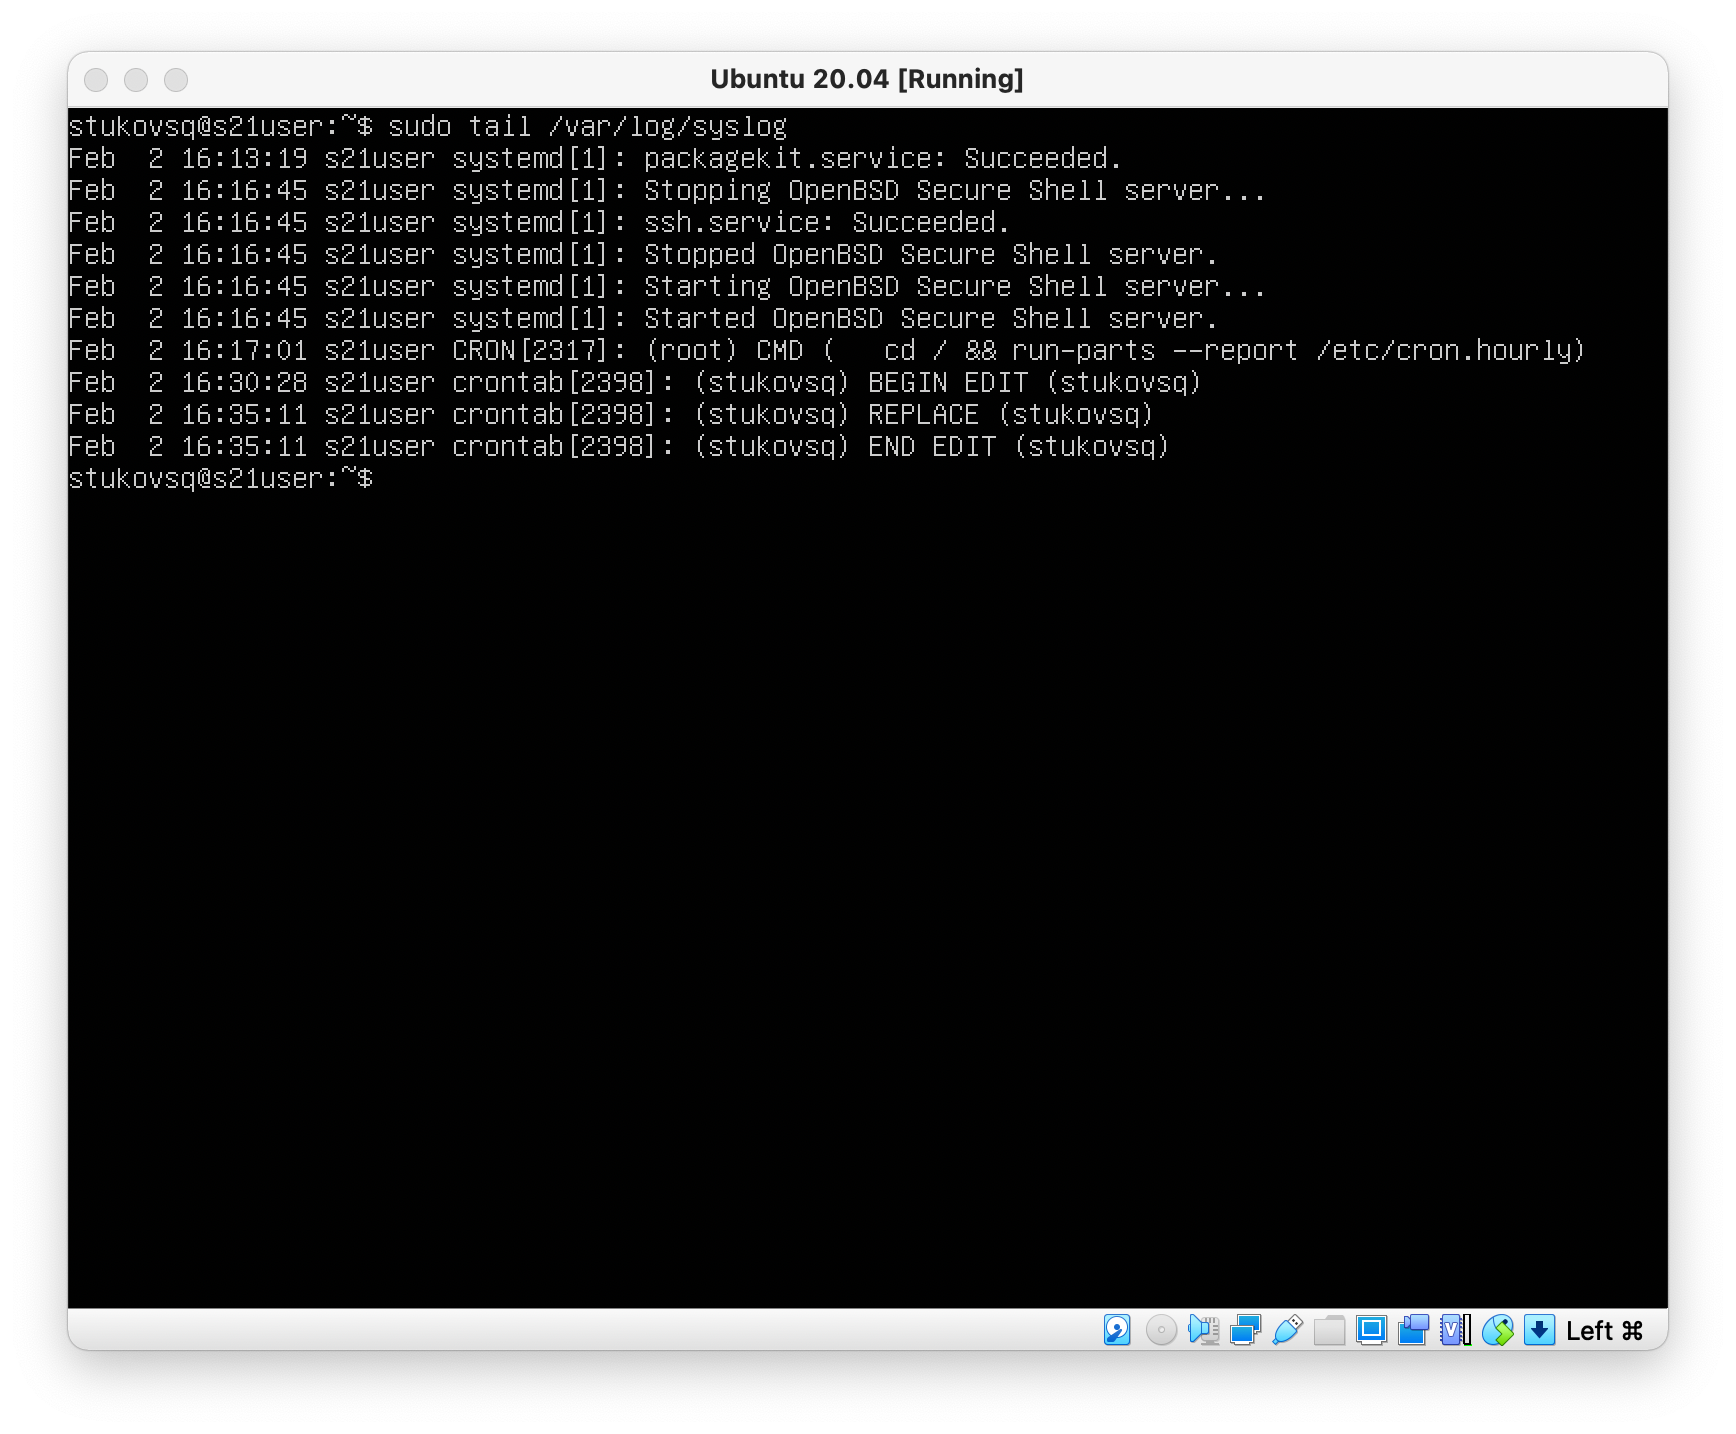 Ubuntu 20.04 [Running]
stukovsq@s21user:~$ sudo tail /var/log/syslog
Feb  2 16:13:19 s21user systemd[1]: packagekit.service: Succeeded.
Feb  2 16:16:45 s21user systemd[1]: Stopping OpenBSD Secure Shell server...
Feb  2 16:16:45 s21user systemd[1]: ssh.service: Succeeded.
Feb  2 16:16:45 s21user systemd[1]: Stopped OpenBSD Secure Shell server.
Feb  2 16:16:45 s21user systemd[1]: Starting OpenBSD Secure Shell server...
Feb  2 16:16:45 s21user systemd[1]: Started OpenBSD Secure Shell server.
Feb  2 16:17:01 s21user CRON[2317]: (root) CMD (   cd / && run-parts --report /etc/cron.hourly)
Feb  2 16:30:28 s21user crontab[2398]: (stukovsq) BEGIN EDIT (stukovsq)
Feb  2 16:35:11 s21user crontab[2398]: (stukovsq) REPLACE (stukovsq)
Feb  2 16:35:11 s21user crontab[2398]: (stukovsq) END EDIT (stukovsq)
stukovsq@s21user:~$
Left ⌘